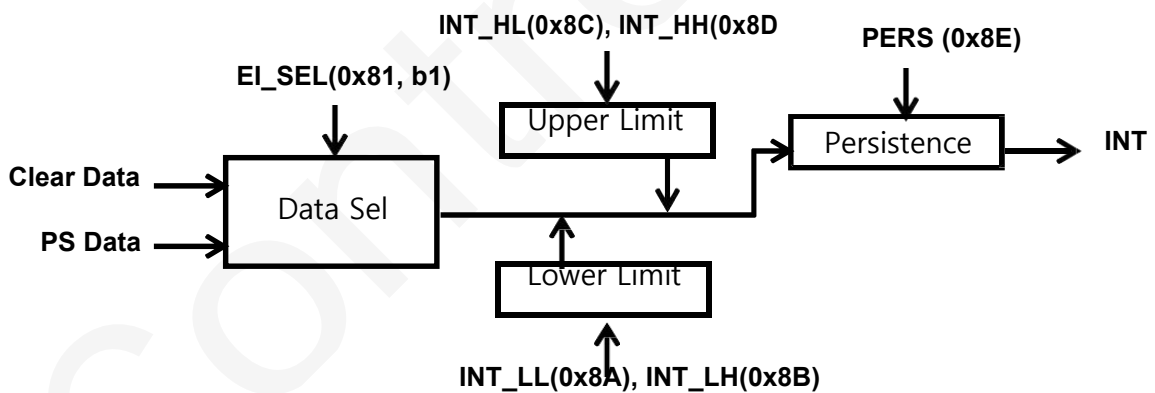 INT_HL(0x8C), INT_HH(0x8D
PERS (0x8E)
EI_SEL(0x81, b1)
Upper Limit
Persistence
INT
Clear Data
Data Sel
PS Data
Lower Limit
INT_LL(0x8A), INT_LH(0x8B)
Contr